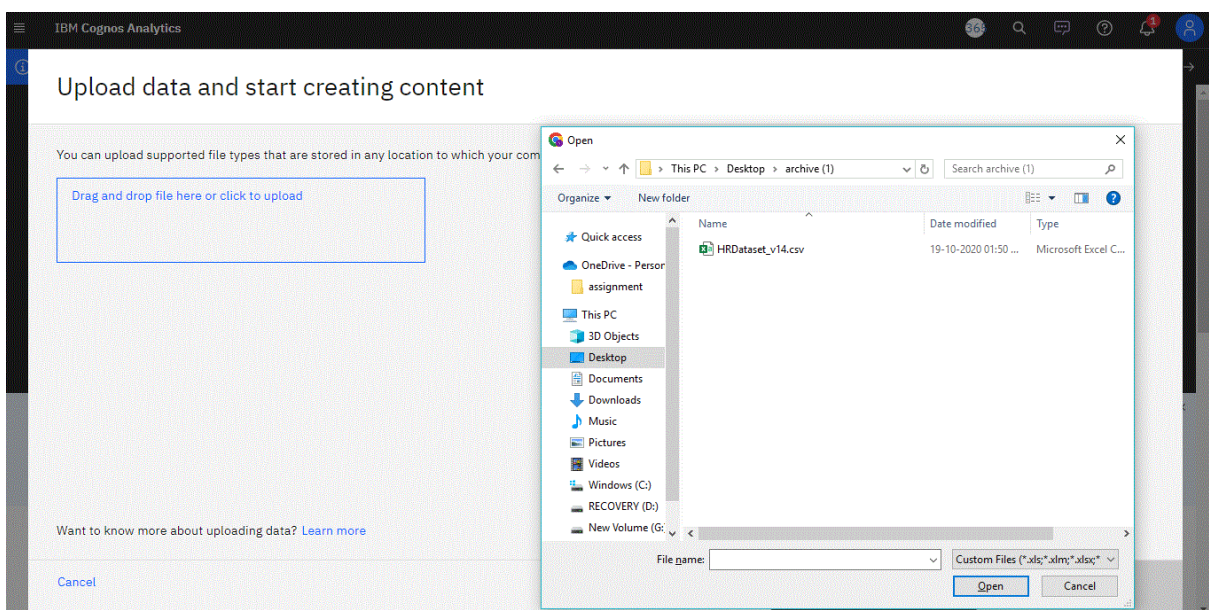 IBM Cognos Analytics
1
Upload data and start creating content
You can upload supported file types that are stored in any location to which your com
Drag and drop file here or click to upload
Want to know more about uploading data? Learn more
Cancel
Open
This PC > Desktop > archive (1)
Search archive (1)
Organize
New folder
Name
Date modified
Type
HRDataset_v14.csv
19-10-2020 01:50 ...
Microsoft Excel C...
Quick access
OneDrive - Person
assignment
This PC
3D Objects
Desktop
Documents
Downloads
Music
Pictures
Videos
Windows (C:)
RECOVERY (D:)
New Volume (G:
File name:
Custom Files (*.xls;*.xlm;*.xlsx;*
Open
Cancel